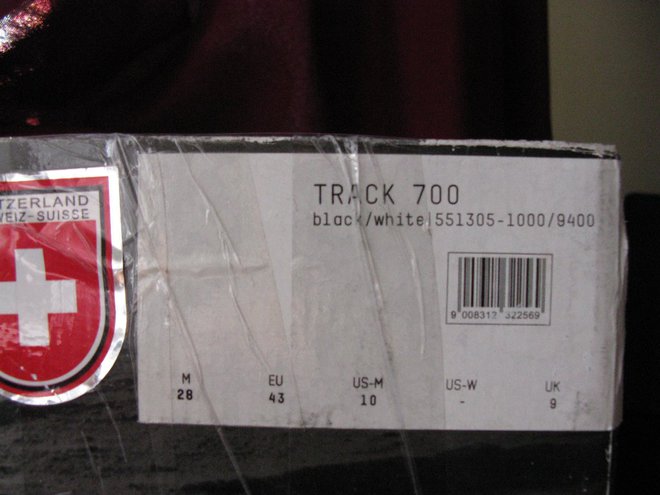 TZERLAND
EIZ-SUISSE
TRACK 700
black/white|551305-1000/9400
9 008312 322569
M EU US-M US-W UK
28 43 10 - 9